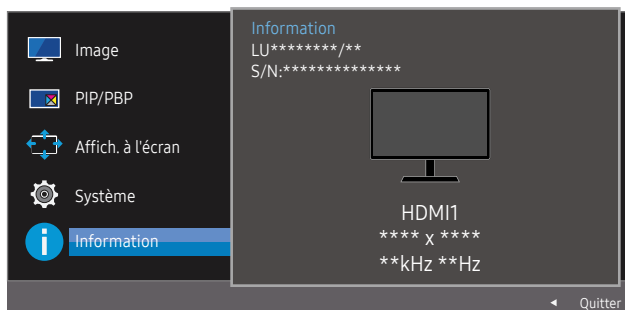 Image
PIP/PBP
Affich. à l'écran
Système
Information
Information
LU********/**
S/N:**************
HDMI1
**** x ****
**kHz **Hz
Quitter